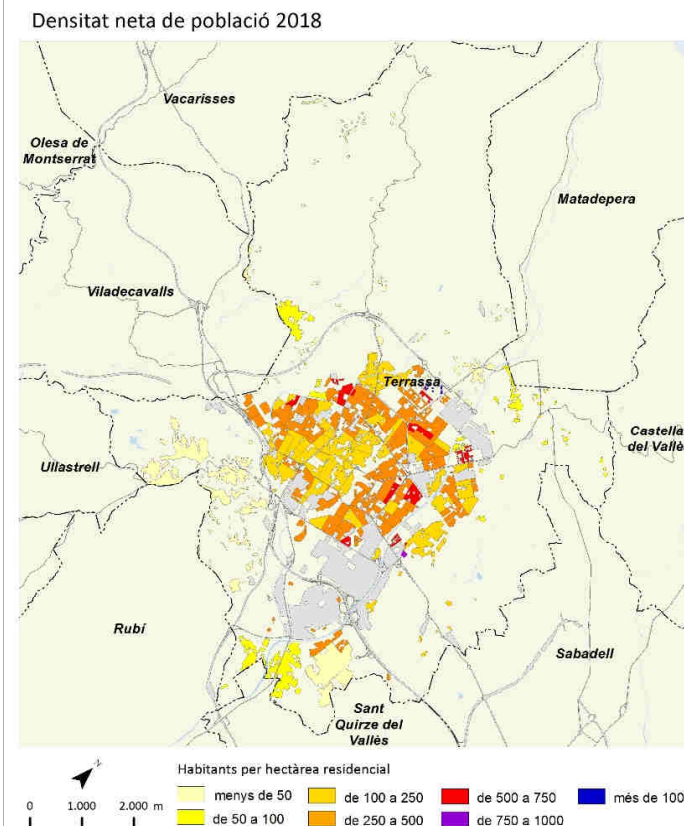 Densitat neta de població 2018
Vacarisses
Olesa de
Montserrat
Matadepera
Viladecavalls
Terrassa
Castella
del Vallè
Ullastrell
Rubí
Sabadell
Sant
Quirze del
Vallès
N
Habitants per hectàrea residencial
menys de 50
de 100 a 250
de 500 a 750
més de 100
de 50 a 100
de 250 a 500
de 750 a 1000
0 1.000 2.000 m